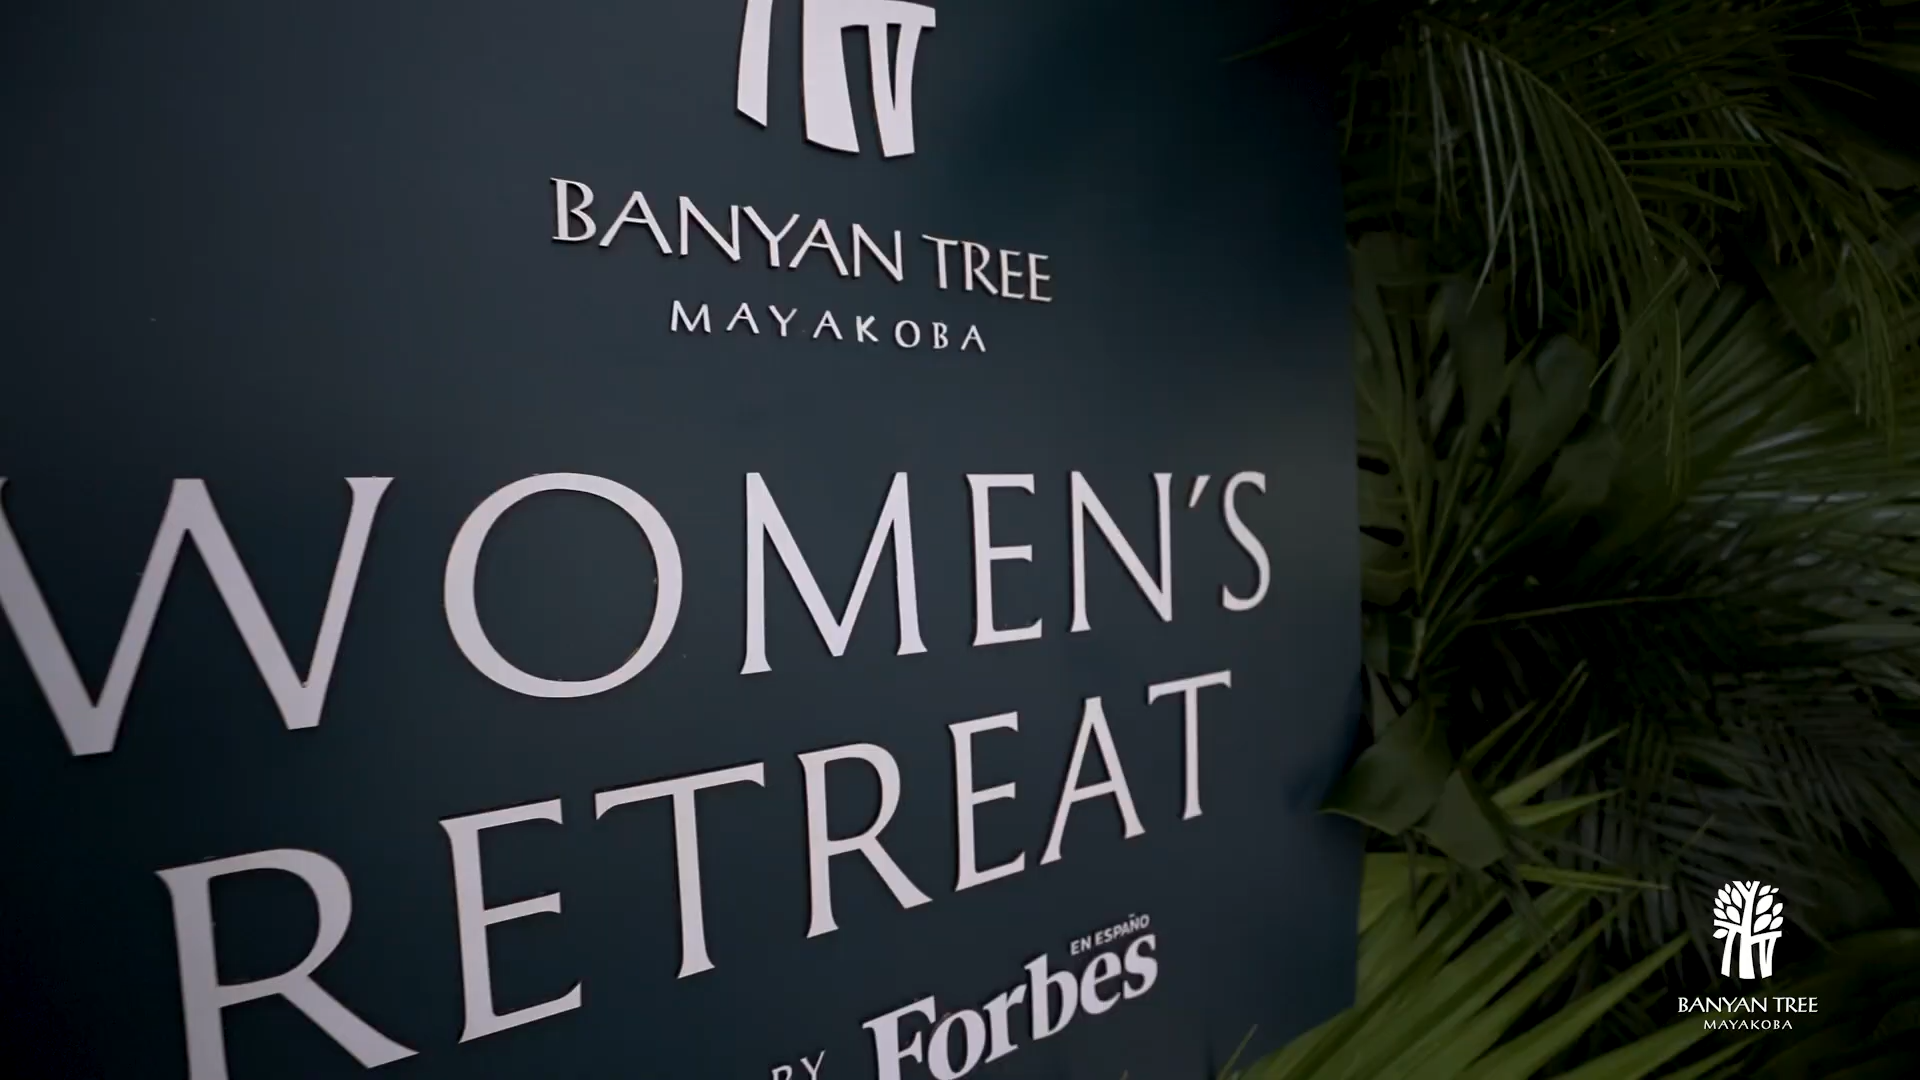 BANYAN TREE
MAYAKOBA
WOMEN'S
RETREAT
EN ESPAÑO
BY Forbes
BANYAN TREE
MAYAKOBA